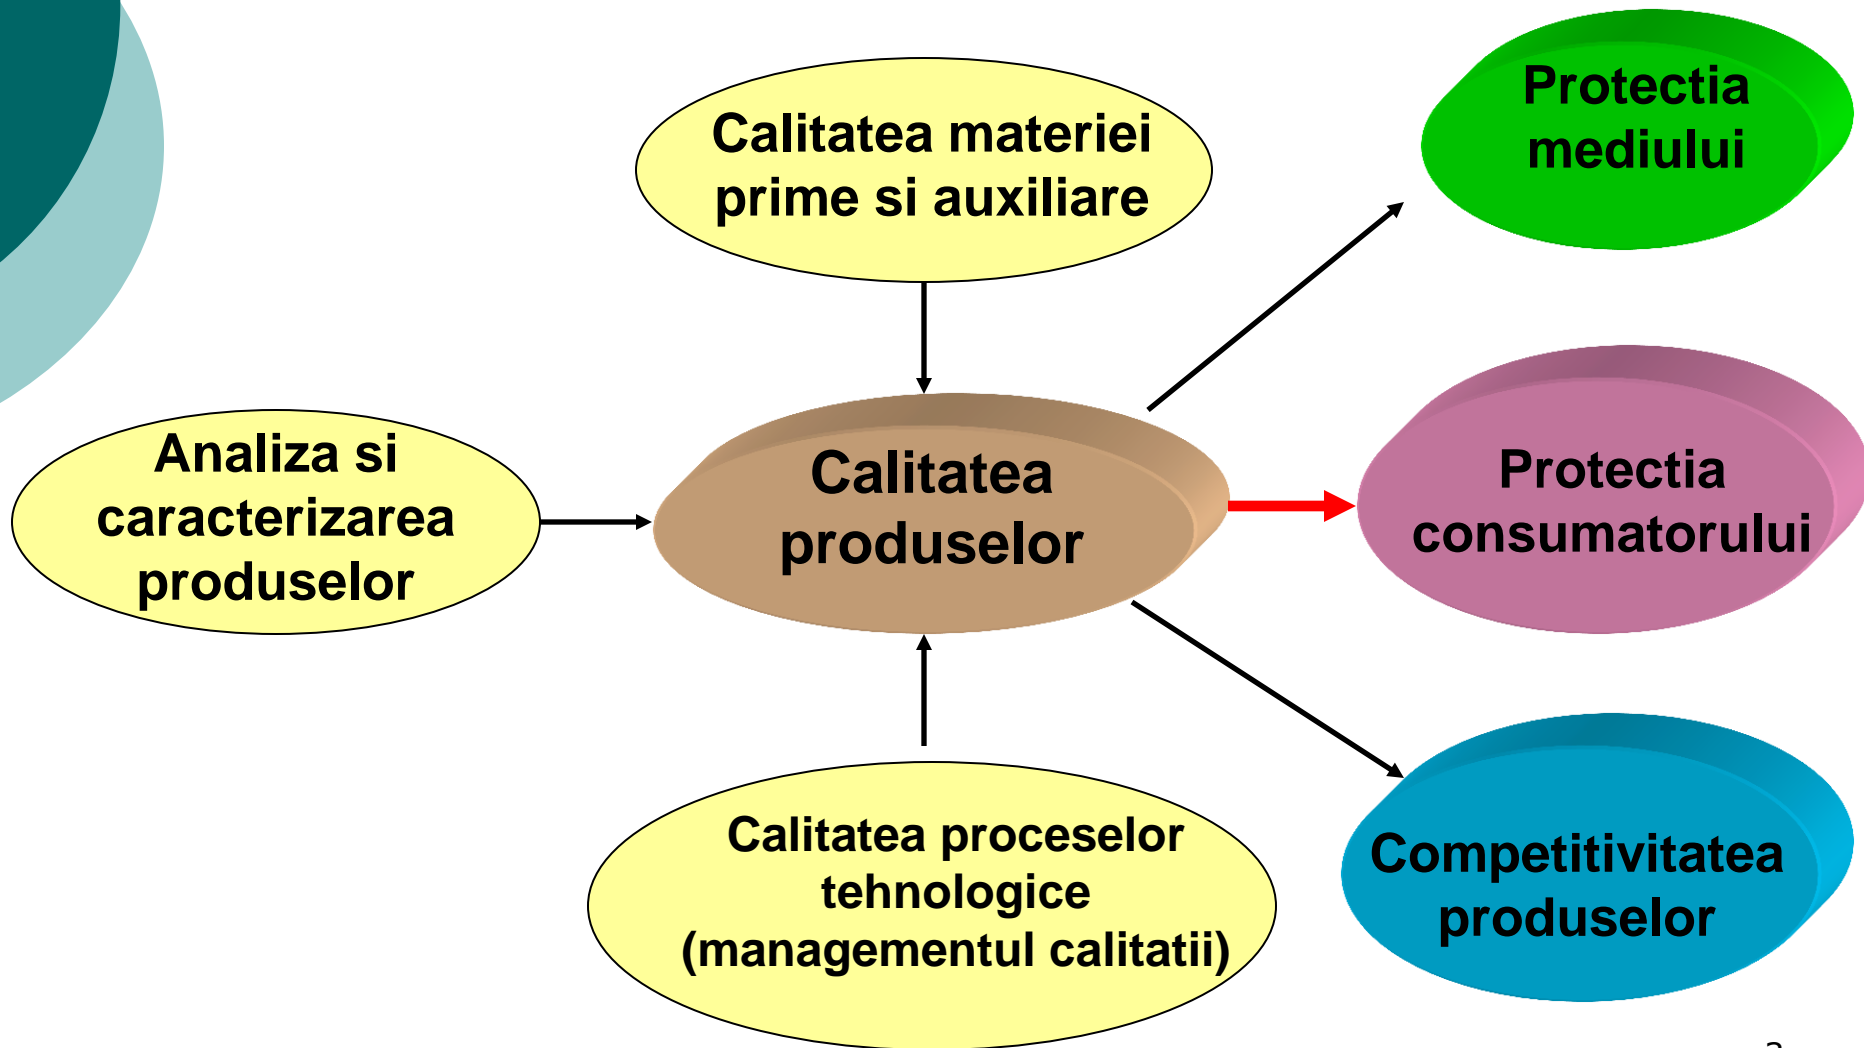 Protectia
mediului
Calitatea materiei
prime si auxiliare
Analiza si
caracterizarea
produselor
Calitatea
produselor
Protectia
consumatorului
Calitatea proceselor
tehnologice
(managementul calitatii)
Competitivitatea
produselor